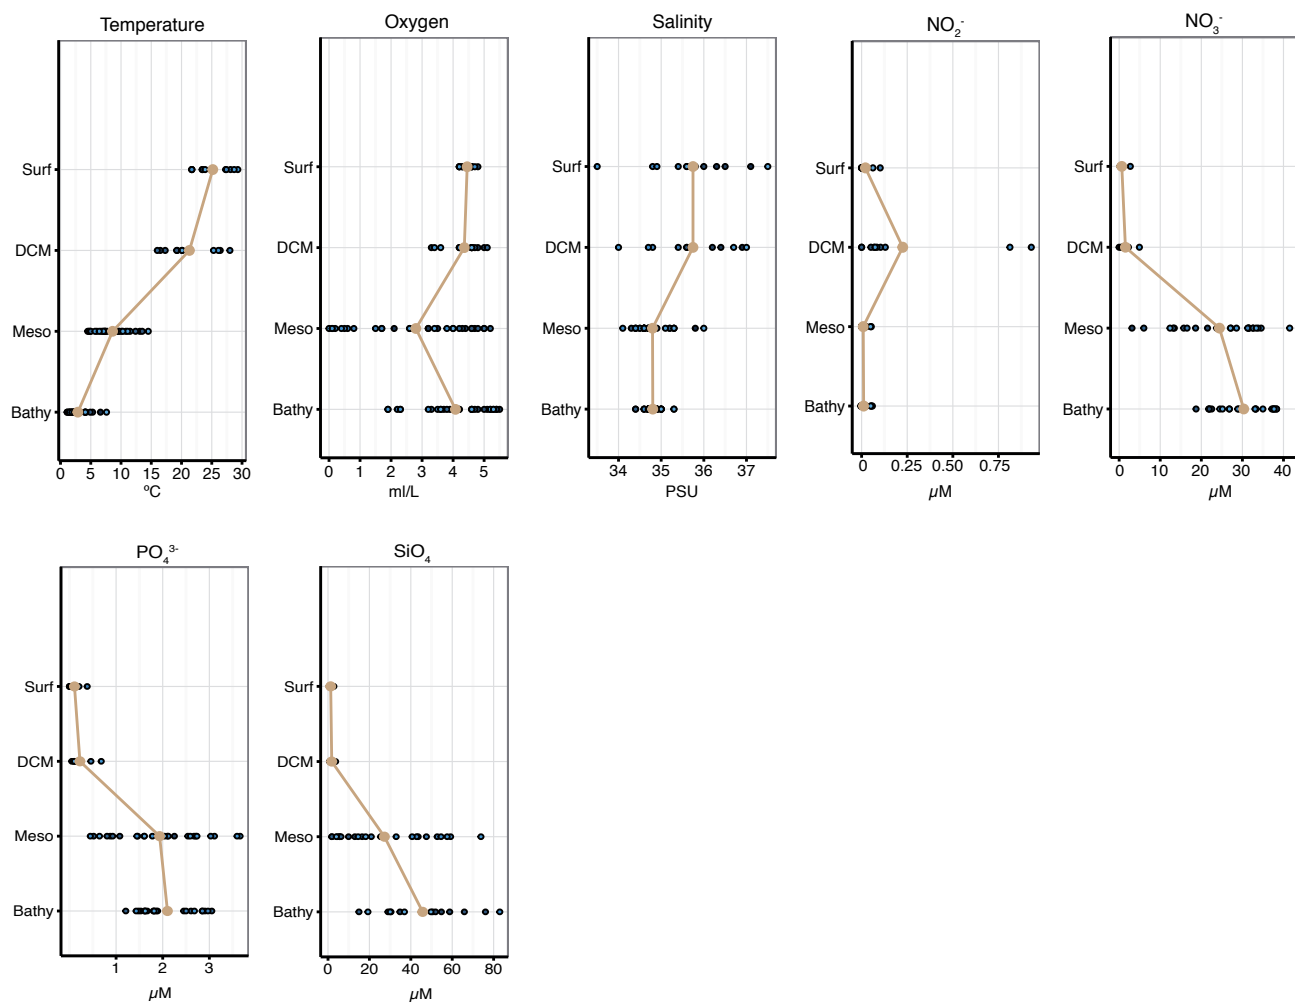 Temperature
Surf
DCM
Meso
Bathy
0 5 10 15 20 25 30
ºC
Oxygen
Surf
DCM
Meso
Bathy
0 1 2 3 4 5
ml/L
Salinity
Surf
DCM
Meso
Bathy
34 35 36 37
PSU
NO₂⁻
Surf
DCM
Meso
Bathy
0 0.25 0.50 0.75
µM
NO₃⁻
Surf
DCM
Meso
Bathy
0 10 20 30 40
µM
PO₄³⁻
Surf
DCM
Meso
Bathy
1 2 3
µM
SiO₄
Surf
DCM
Meso
Bathy
0 20 40 60 80
µM